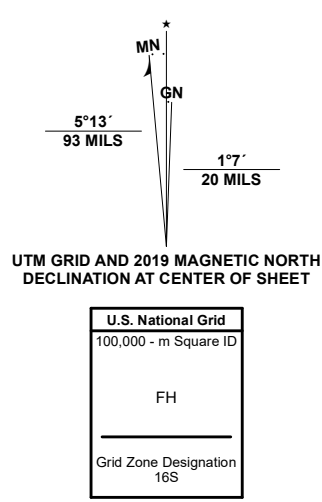 ★
MN
GN
5°13´
93 MILS
1°7´
20 MILS
UTM GRID AND 2019 MAGNETIC NORTH
DECLINATION AT CENTER OF SHEET
U.S. National Grid
100,000 - m Square ID
FH
Grid Zone Designation
16S